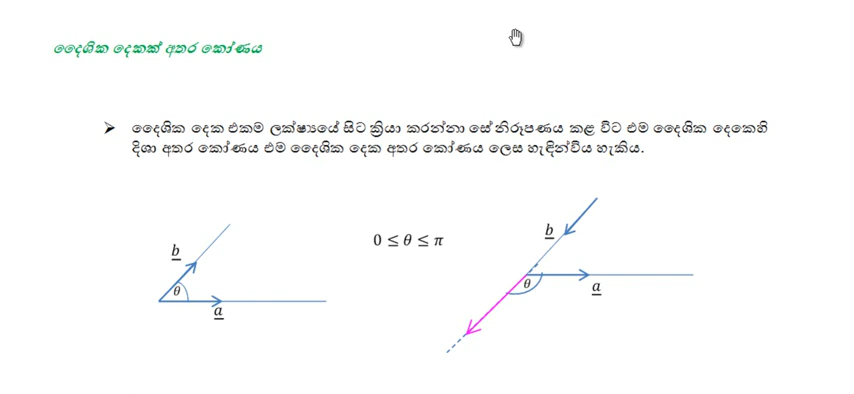 දෛශික දෙකක් අතර කෝණය
➢ දෛශික දෙක එකම ලක්ෂ්‍යයේ සිට ක්‍රියා කරන්නා සේ නිරූපණය කළ විට එම දෛශික දෙකෙහි
දිශා අතර කෝණය එම දෛශික දෙක අතර කෝණය ලෙස හැඳින්විය හැකිය.
b
θ
a
0 ≤ θ ≤ π
b
θ
a